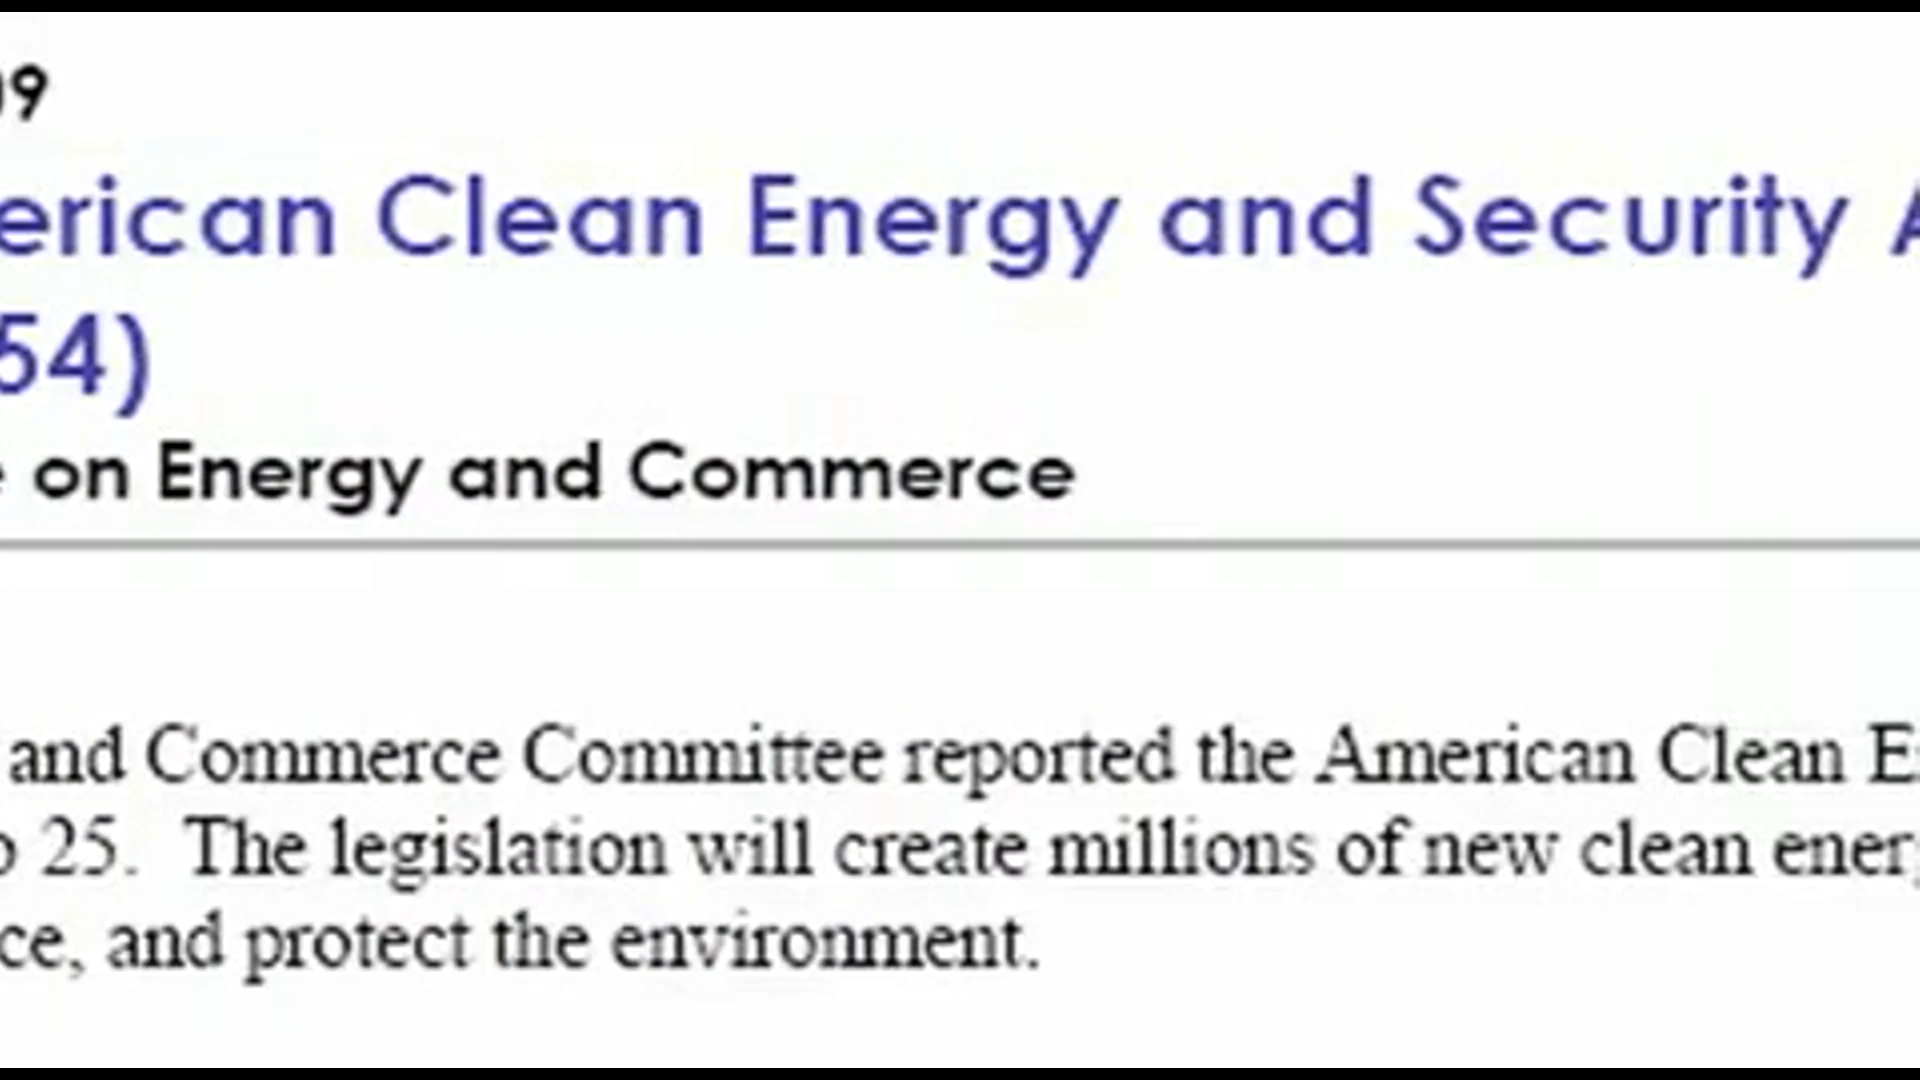 09
erican Clean Energy and Security A
54)
on Energy and Commerce
and Commerce Committee reported the American Clean E
25. The legislation will create millions of new clean energ
ce, and protect the environment.